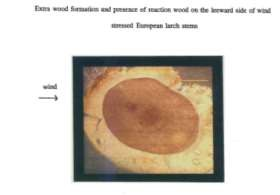 Extra wood formation and presence of reaction wood on the leeward side of wind
stressed European larch stems
wind